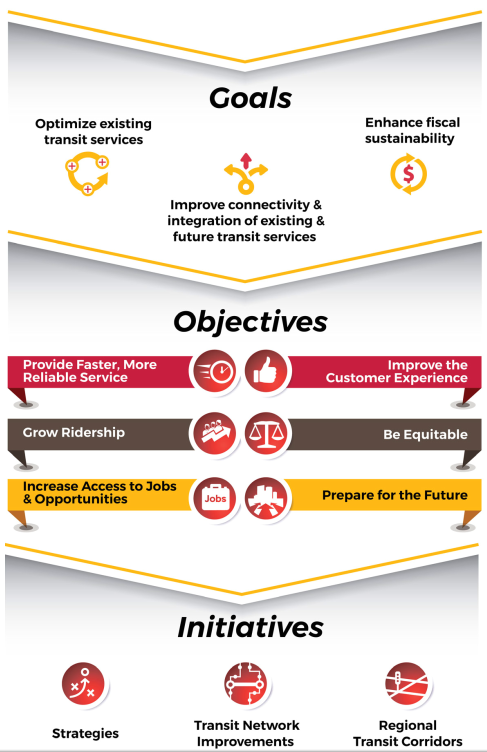 Goals
Optimize existing
transit services
Improve connectivity &
integration of existing &
future transit services
Enhance fiscal
sustainability
$
Objectives
Provide Faster, More
Reliable Service
Improve the
Customer Experience
Grow Ridership
Be Equitable
Increase Access to Jobs
& Opportunities
Jobs
Prepare for the Future
Initiatives
Strategies
Transit Network
Improvements
Regional
Transit Corridors